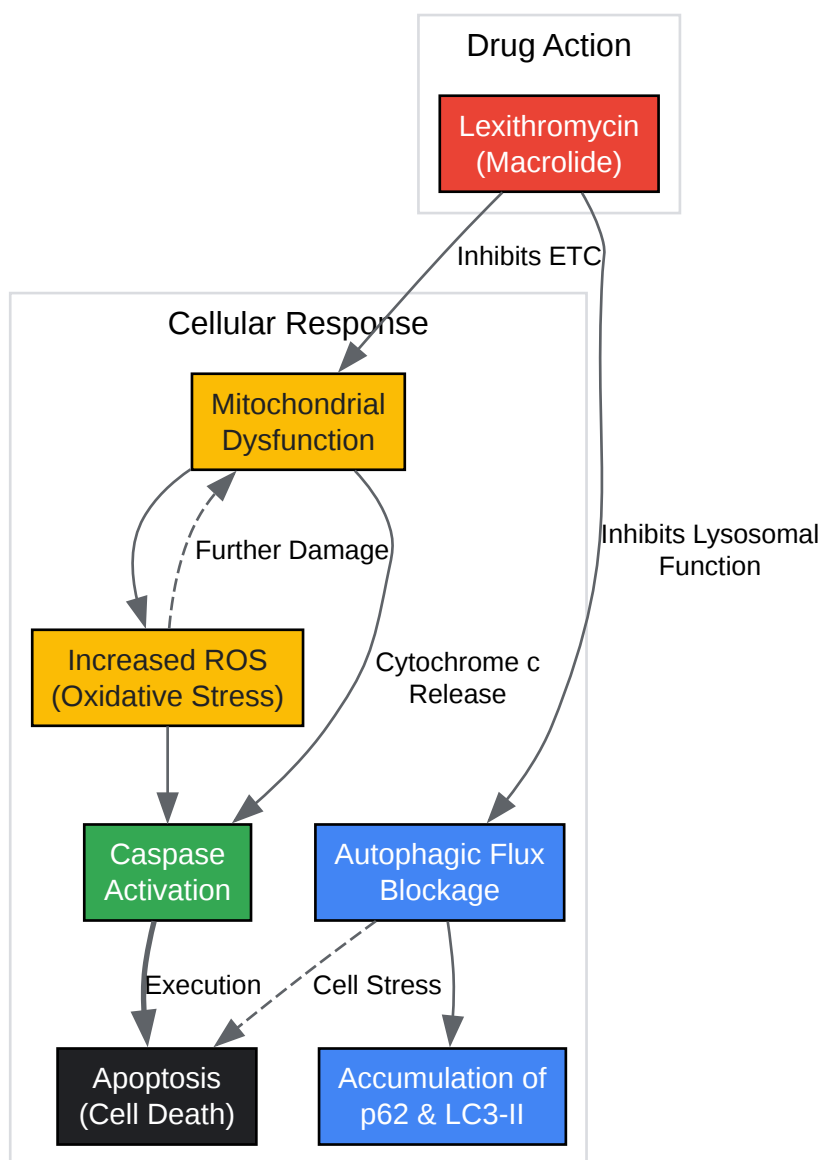 Drug Action
Lexithromycin
(Macrolide)
Inhibits ETC
Cellular Response
Mitochondrial
Dysfunction
Further Damage
Inhibits Lysosomal
Function
Increased ROS
(Oxidative Stress)
Cytochrome c
Release
Caspase
Activation
Autophagic Flux
Blockage
Execution
Cell Stress
Apoptosis
(Cell Death)
Accumulation of
p62 & LC3-II